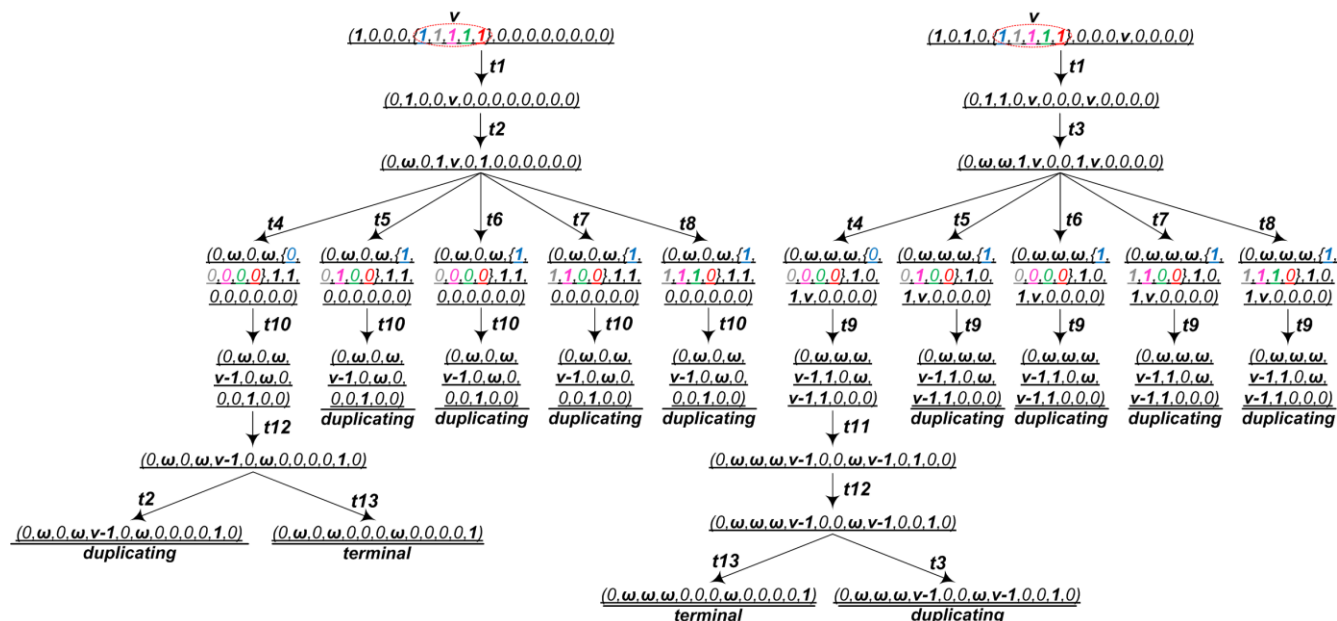 v v
(1,0,0,0,{1,1,1,1,1},0,0,0,0,0,0,0,0,0) (1,0,1,0,{1,1,1,1,1},0,0,0,v,0,0,0,0)
t1 t1
(0,1,0,0,v,0,0,0,0,0,0,0,0,0) (0,1,1,0,v,0,0,0,v,0,0,0,0)
t2 t3
(0,ω,0,1,v,0,1,0,0,0,0,0,0) (0,ω,ω,1,v,0,0,1,v,0,0,0,0)
t4 t5 t6 t7 t8 t4 t5 t6 t7 t8
(0,ω,0,ω,{0, (0,ω,0,ω,{1, (0,ω,0,ω,{1, (0,ω,0,ω,{1, (0,ω,0,ω,{1, (0,ω,ω,ω,{0, (0,ω,ω,ω,{1, (0,ω,ω,ω,{1, (0,ω,ω,ω,{1, (0,ω,ω,ω,{1,
0,0,0,0},1,1, 0,1,0,0},1,1, 0,0,0,0},1,1, 1,1,0,0},1,1, 1,1,1,0},1,1, 0,0,0,0},1,0, 0,1,0,0},1,0, 0,0,0,0},1,0, 1,1,0,0},1,0, 1,1,1,0},1,0,
0,0,0,0,0,0) 0,0,0,0,0,0) 0,0,0,0,0,0) 0,0,0,0,0,0) 0,0,0,0,0,0) 1,v,0,0,0,0) 1,v,0,0,0,0) 1,v,0,0,0,0) 1,v,0,0,0,0) 1,v,0,0,0,0)
t10 t10 t10 t10 t10 t9 t9 t9 t9 t9
(0,ω,0,ω, (0,ω,0,ω, (0,ω,0,ω, (0,ω,0,ω, (0,ω,0,ω, (0,ω,ω,ω, (0,ω,ω,ω, (0,ω,ω,ω, (0,ω,ω,ω, (0,ω,ω,ω,
v-1,0,ω,0, v-1,0,ω,0, v-1,0,ω,0, v-1,0,ω,0, v-1,0,ω,0, v-1,1,0,ω, v-1,1,0,ω, v-1,1,0,ω, v-1,1,0,ω, v-1,1,0,ω,
0,0,1,0,0) 0,0,1,0,0) 0,0,1,0,0) 0,0,1,0,0) 0,0,1,0,0) v-1,1,0,0,0) v-1,1,0,0,0) v-1,1,0,0,0) v-1,1,0,0,0) v-1,1,0,0,0)
duplicating duplicating duplicating duplicating duplicating duplicating duplicating duplicating
t12 t11
(0,ω,0,ω,v-1,0,ω,0,0,0,0,1,0) (0,ω,ω,ω,v-1,0,0,ω,v-1,0,1,0,0)
t2 t13 t12
(0,ω,0,ω,v-1,0,ω,0,0,0,0,1,0) (0,ω,0,ω,0,0,0,ω,0,0,0,0,1) (0,ω,ω,ω,v-1,0,0,ω,v-1,0,0,1,0)
duplicating terminal
t13 t3
(0,ω,ω,ω,0,0,0,ω,0,0,0,0,1) (0,ω,ω,ω,v-1,0,0,ω,v-1,0,0,1,0)
terminal duplicating